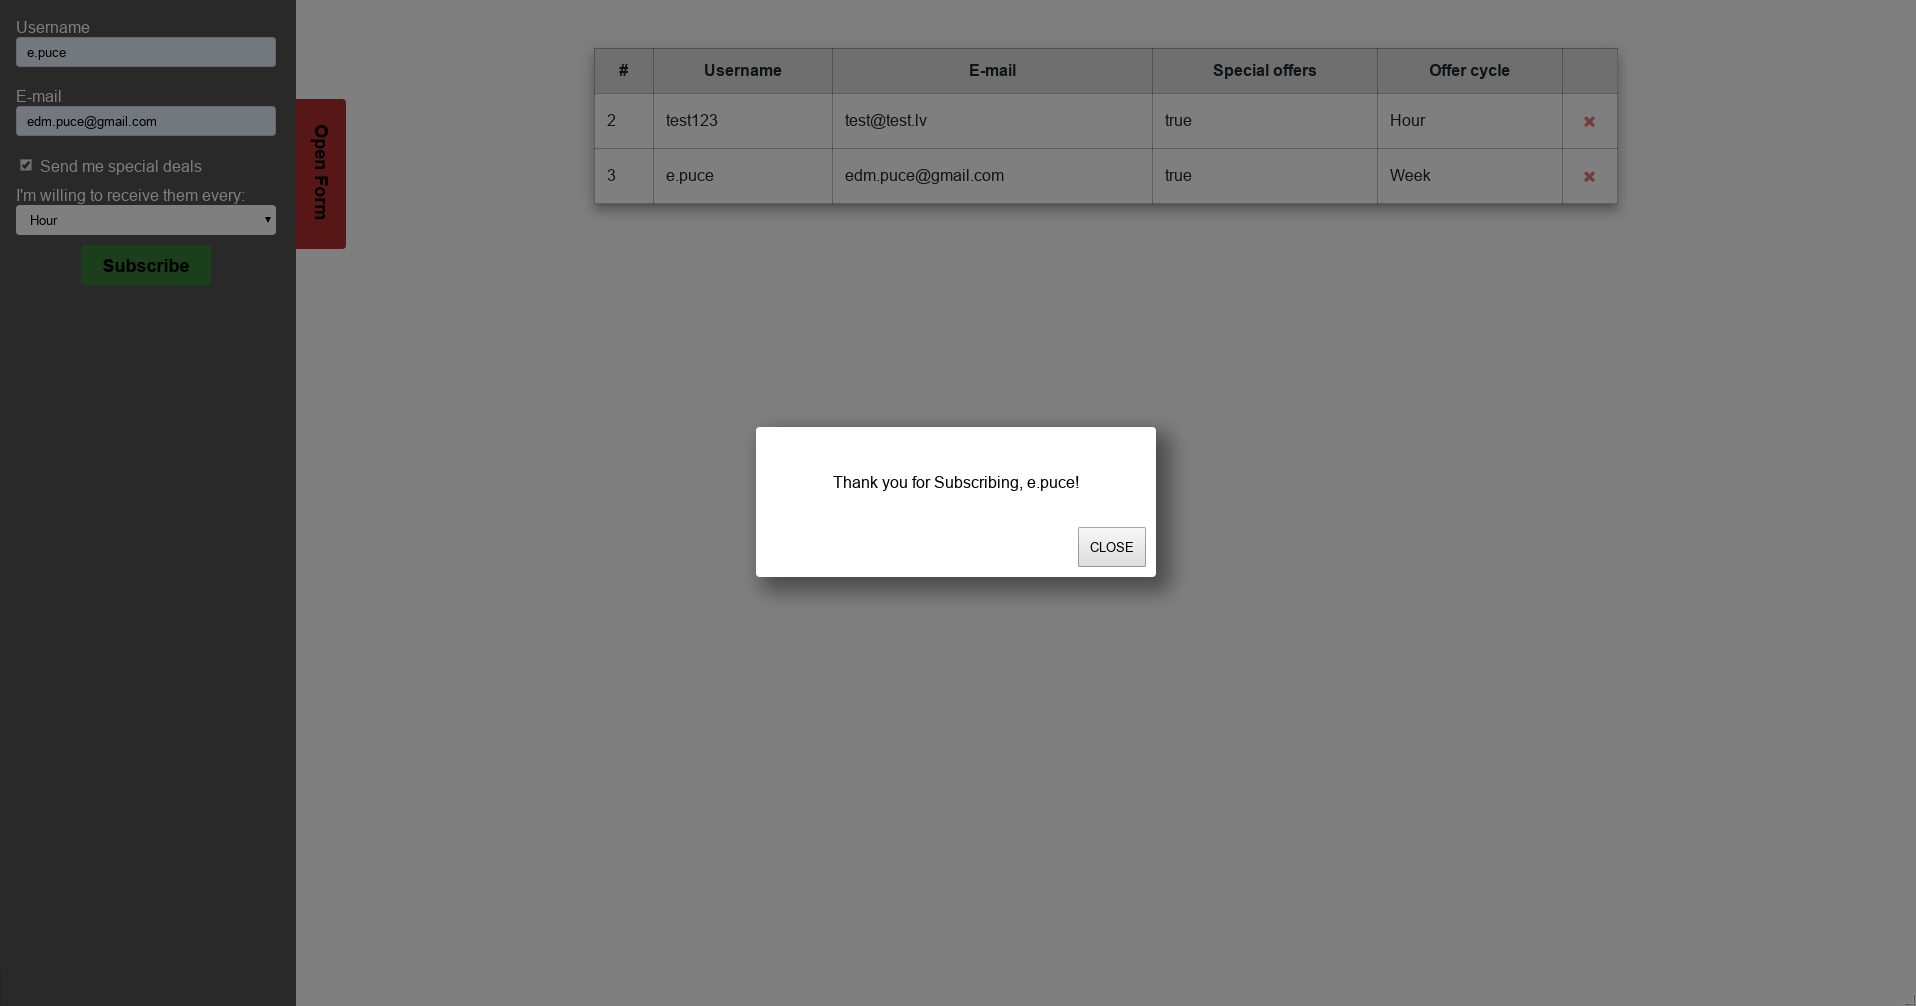 Username
e.puce
E-mail
edm.puce@gmail.com
Send me special deals
I'm willing to receive them every:
Hour
Subscribe
Open Form
# Username E-mail Special offers Offer cycle
2 test123 test@test.lv true Hour
3 e.puce edm.puce@gmail.com true Week
Thank you for Subscribing, e.puce!
CLOSE